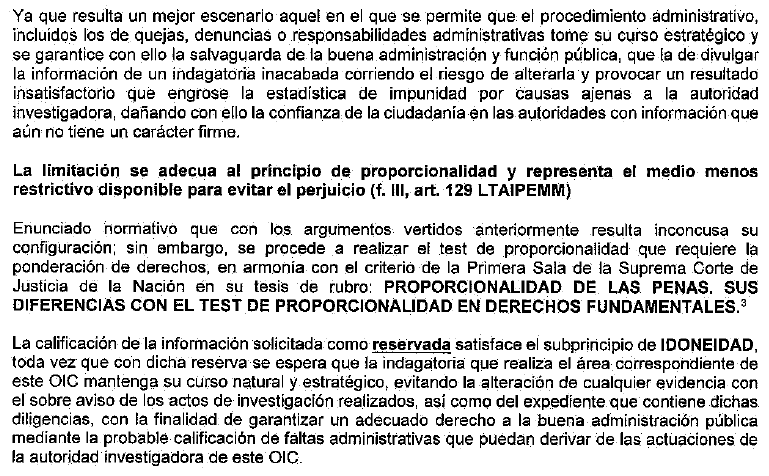 Ya que resulta un mejor escenario aquel en el que se permite que el procedimiento administrativo,
incluidos los de quejas, denuncias o responsabilidades administrativas tome su curso estratégico y
se garantice con ello la salvaguarda de la buena administración y función pública, que la de divulgar
la información de un indagatoria inacabada corriendo el riesgo de alterarla y provocar un resultado
insatisfactorio que engrose la estadística de impunidad por causas ajenas a la autoridad
investigadora, dañando con ello la confianza de la ciudadanía en las autoridades con información que
aún no tiene un carácter firme.
La limitación se adecua al principio de proporcionalidad y representa el medio menos
restrictivo disponible para evitar el perjuicio (f. III, art. 129 LTAIPEMM)
Enunciado normativo que con los argumentos vertidos anteriormente resulta inconcusa su
configuración; sin embargo, se procede a realizar el test de proporcionalidad que requiere la
ponderación de derechos, en armonía con el criterio de la Primera Sala de la Suprema Corte de
Justicia de la Nación en su tesis de rubro: PROPORCIONALIDAD DE LAS PENAS. SUS
DIFERENCIAS CON EL TEST DE PROPORCIONALIDAD EN DERECHOS FUNDAMENTALES.³
La calificación de la información solicitada como reservada satisface el subprincipio de IDONEIDAD,
toda vez que con dicha reserva se espera que la indagatoria que realiza el área correspondiente de
este OIC mantenga su curso natural y estratégico, evitando la alteración de cualquier evidencia con
el sobre aviso de los actos de investigación realizados, así como del expediente que contiene dichas
diligencias, con la finalidad de garantizar un adecuado derecho a la buena administración pública
mediante la probable calificación de faltas administrativas que puedan derivar de las actuaciones de
la autoridad investigadora de este OIC.